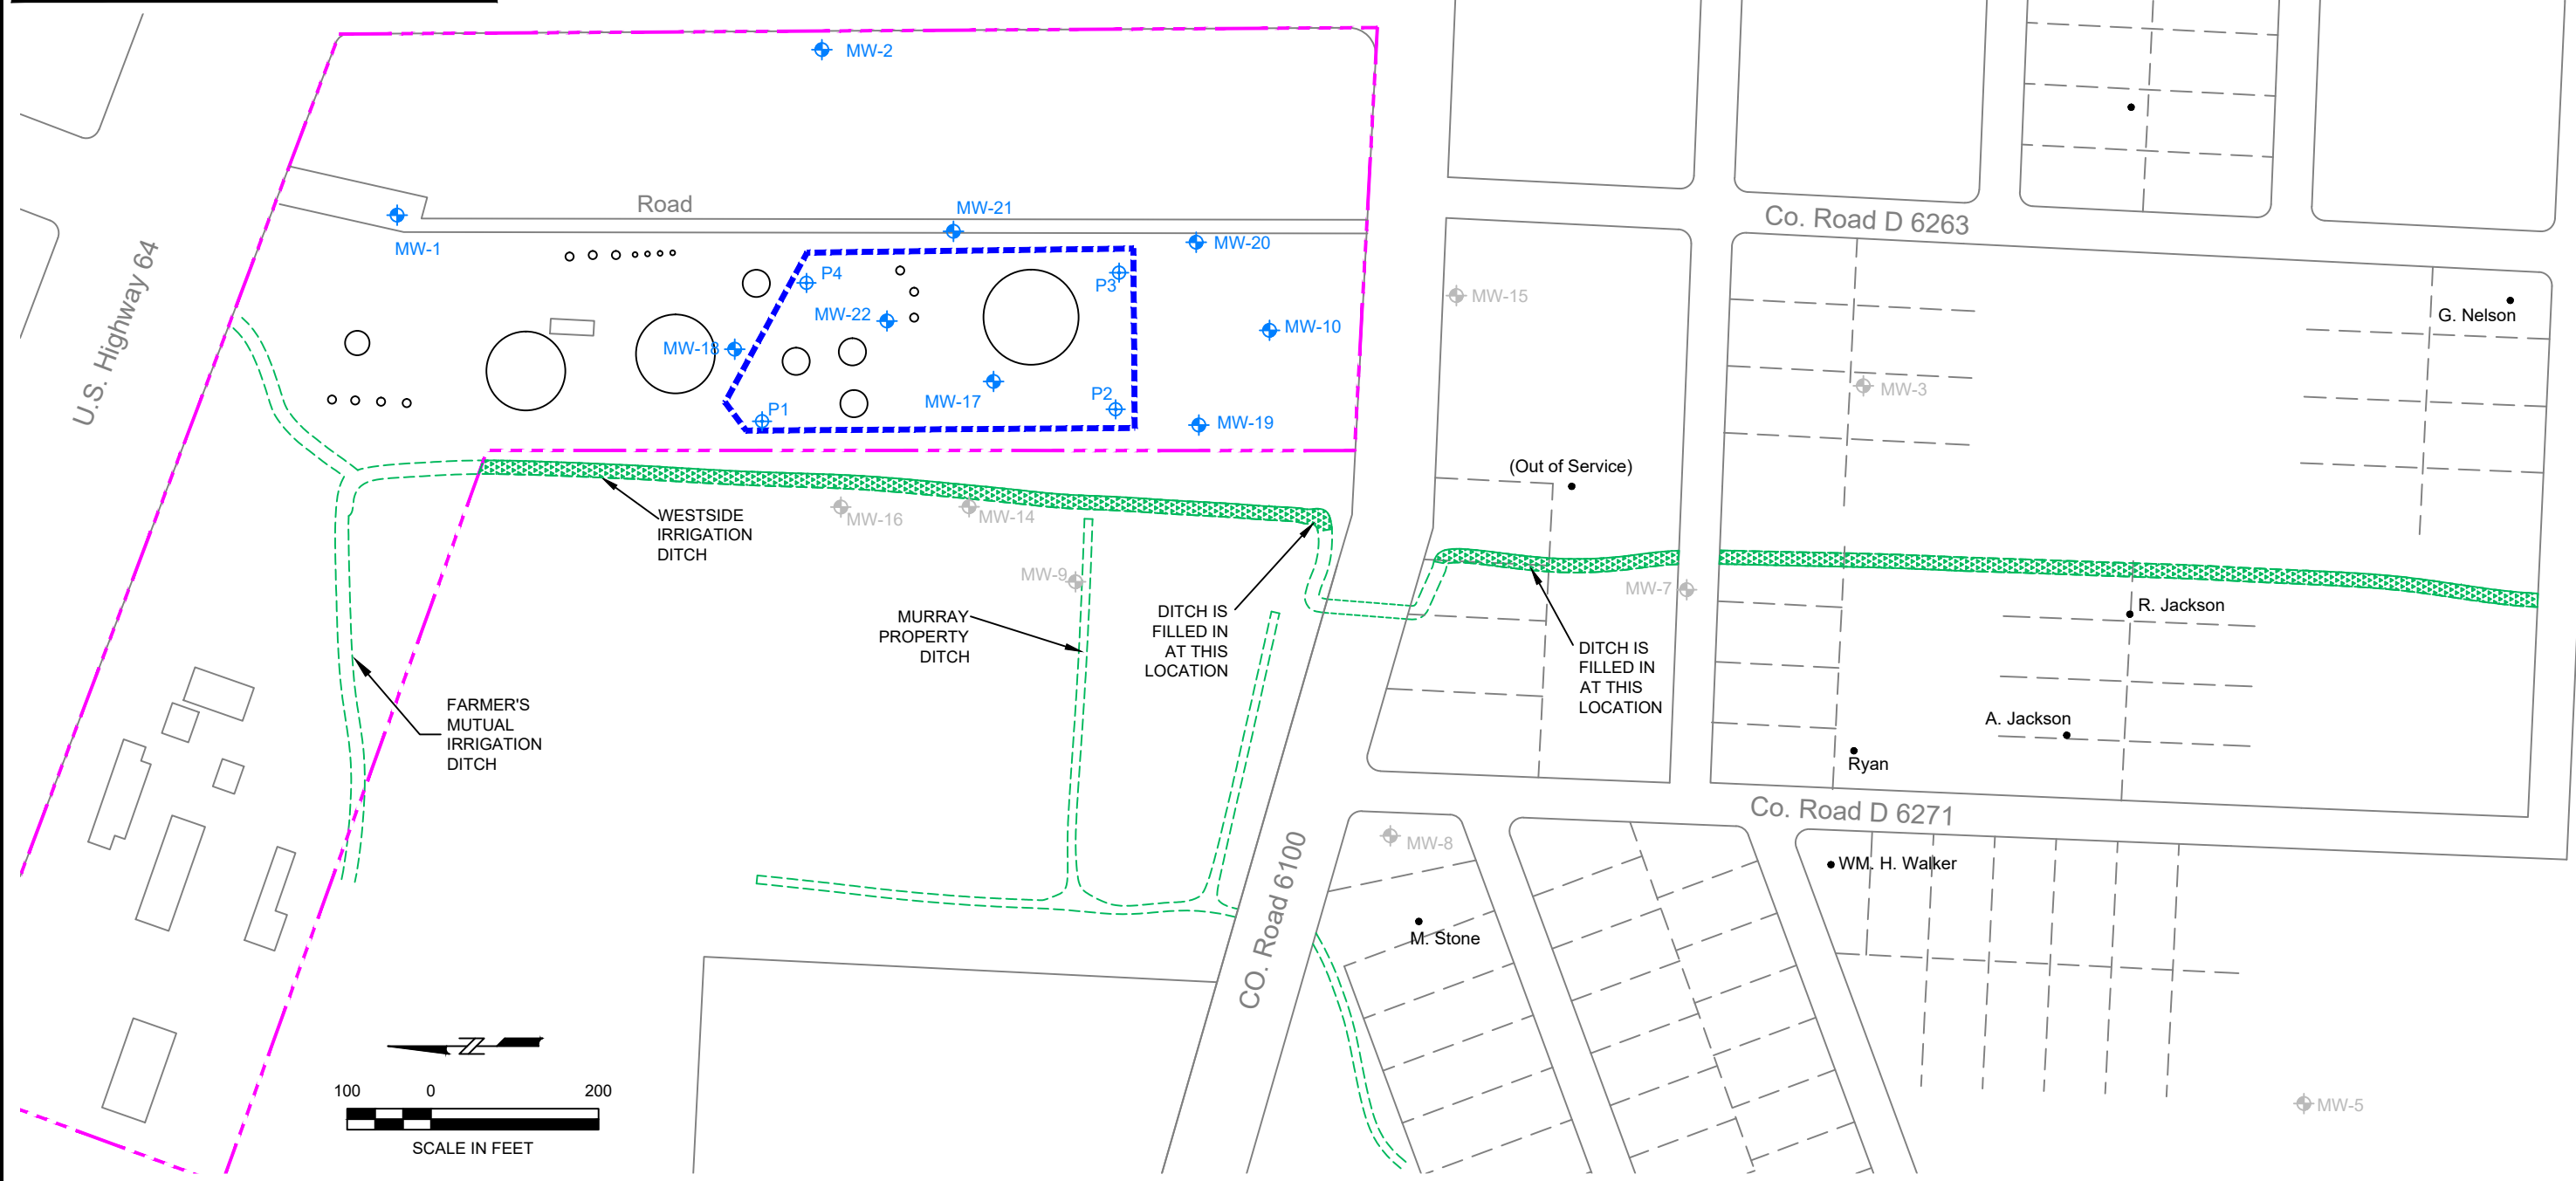 MW-2
Road
MW-21
MW-1
MW-20
Co. Road D 6263
U.S. Highway 64
P4
P3
MW-22
MW-10
MW-15
G. Nelson
MW-18
MW-3
MW-17
P2
P1
MW-19
(Out of Service)
WESTSIDE
IRRIGATION
DITCH
MW-16
MW-14
MW-9
MW-7
MURRAY
PROPERTY
DITCH
DITCH IS
FILLED IN
AT THIS
LOCATION
DITCH IS
FILLED IN
AT THIS
LOCATION
R. Jackson
A. Jackson
Ryan
FARMER'S
MUTUAL
IRRIGATION
DITCH
Co. Road D 6271
MW-8
WM. H. Walker
M. Stone
CO. Road 6100
MW-5
100 0 200
SCALE IN FEET